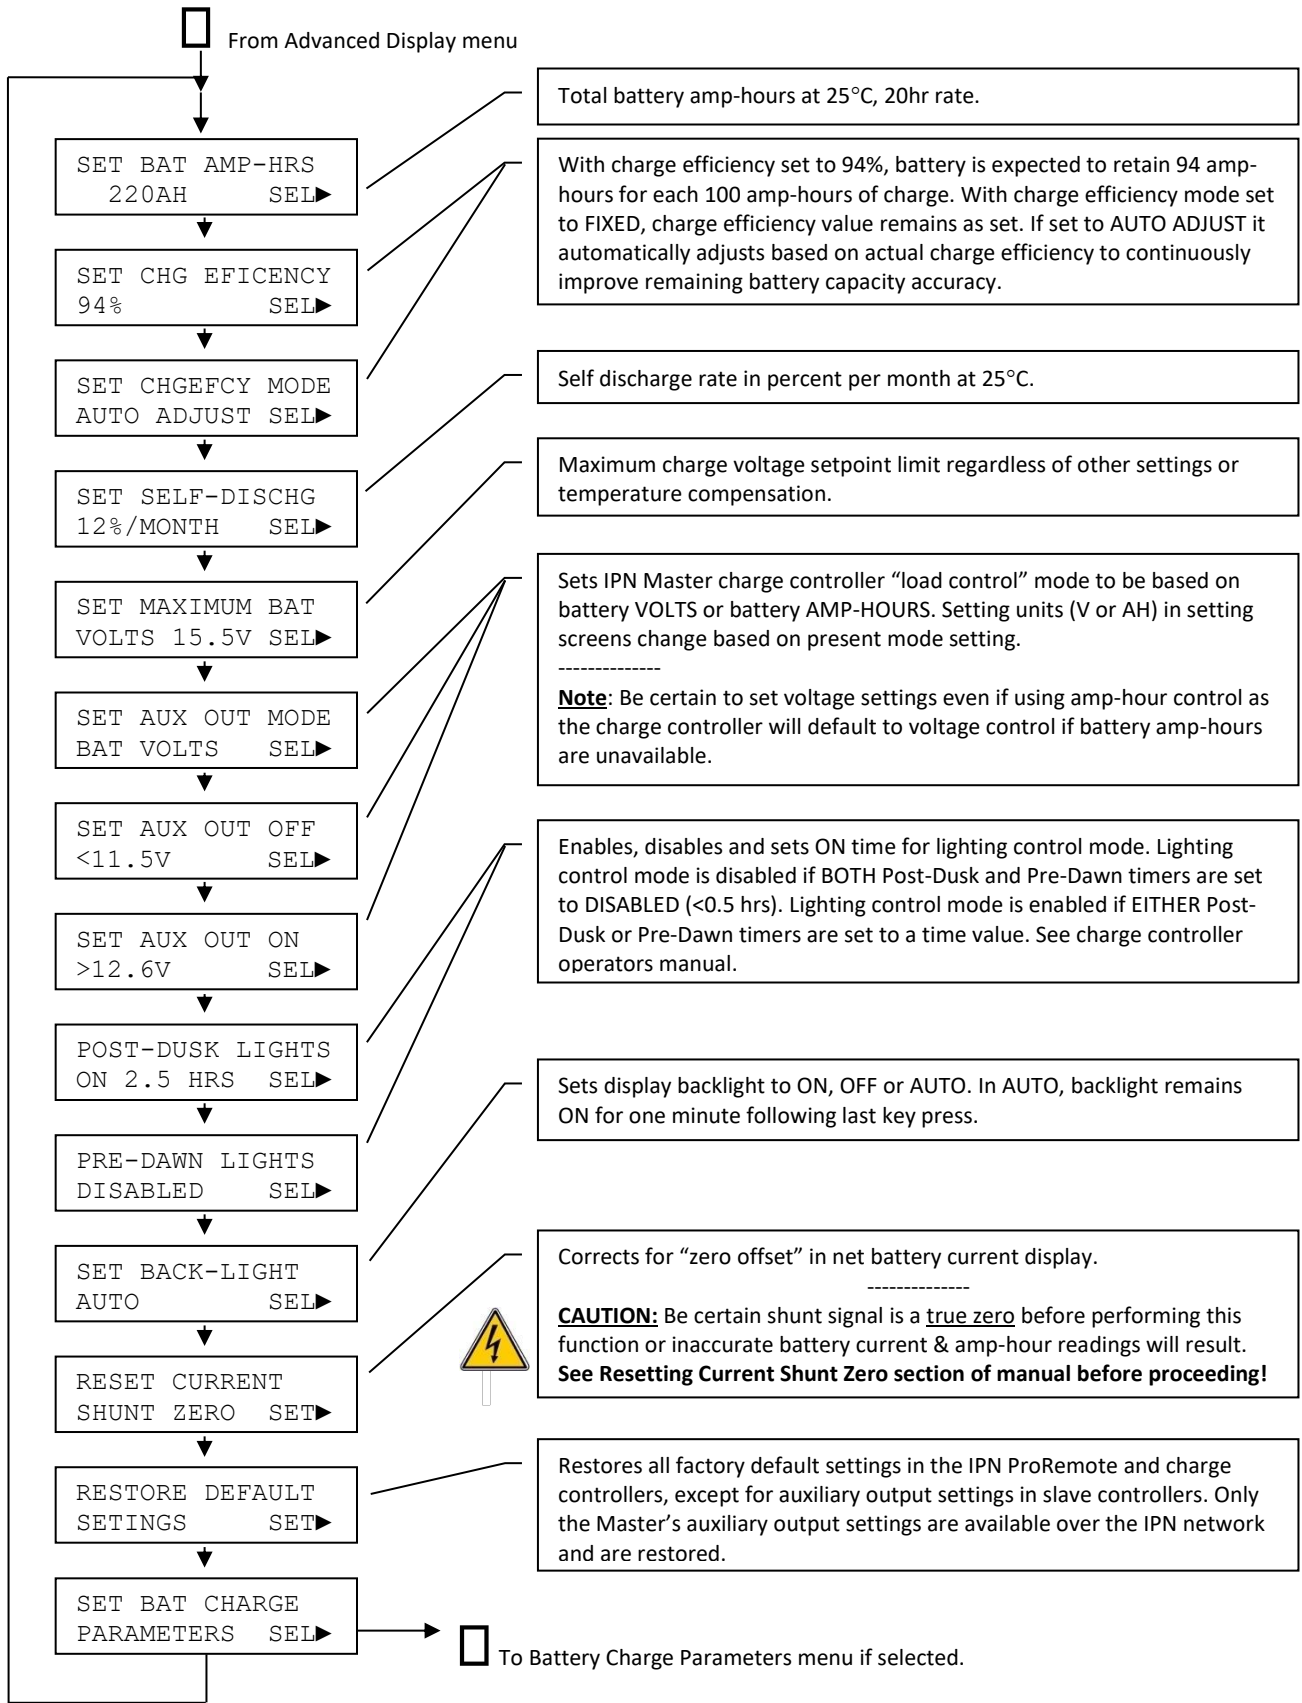 From Advanced Display menu
Total battery amp-hours at 25°C, 20hr rate.
SET BAT AMP-HRS
220AH SEL►
With charge efficiency set to 94%, battery is expected to retain 94 amp-
hours for each 100 amp-hours of charge. With charge efficiency mode set
to FIXED, charge efficiency value remains as set. If set to AUTO ADJUST it
automatically adjusts based on actual charge efficiency to continuously
improve remaining battery capacity accuracy.
SET CHG EFICENCY
94% SEL►
SET CHGEFCY MODE
AUTO ADJUST SEL►
Self discharge rate in percent per month at 25°C.
SET SELF-DISCHG
12%/MONTH SEL►
Maximum charge voltage setpoint limit regardless of other settings or
temperature compensation.
SET MAXIMUM BAT
VOLTS 15.5V SEL►
Sets IPN Master charge controller “load control” mode to be based on
battery VOLTS or battery AMP-HOURS. Setting units (V or AH) in setting
screens change based on present mode setting.
--------------
Note: Be certain to set voltage settings even if using amp-hour control as
the charge controller will default to voltage control if battery amp-hours
are unavailable.
SET AUX OUT MODE
BAT VOLTS SEL►
SET AUX OUT OFF
<11.5V SEL►
SET AUX OUT ON
>12.6V SEL►
Enables, disables and sets ON time for lighting control mode. Lighting
control mode is disabled if BOTH Post-Dusk and Pre-Dawn timers are set
to DISABLED (<0.5 hrs). Lighting control mode is enabled if EITHER Post-
Dusk or Pre-Dawn timers are set to a time value. See charge controller
operators manual.
POST-DUSK LIGHTS
ON 2.5 HRS SEL►
PRE-DAWN LIGHTS
DISABLED SEL►
Sets display backlight to ON, OFF or AUTO. In AUTO, backlight remains
ON for one minute following last key press.
SET BACK-LIGHT
AUTO SEL►
Corrects for “zero offset” in net battery current display.
--------------
CAUTION: Be certain shunt signal is a true zero before performing this
function or inaccurate battery current & amp-hour readings will result.
See Resetting Current Shunt Zero section of manual before proceeding!
RESET CURRENT
SHUNT ZERO SET►
Restores all factory default settings in the IPN ProRemote and charge
controllers, except for auxiliary output settings in slave controllers. Only
the Master’s auxiliary output settings are available over the IPN network
and are restored.
RESTORE DEFAULT
SETINGS SET►
SET BAT CHARGE
PARAMETERS SEL►
To Battery Charge Parameters menu if selected.